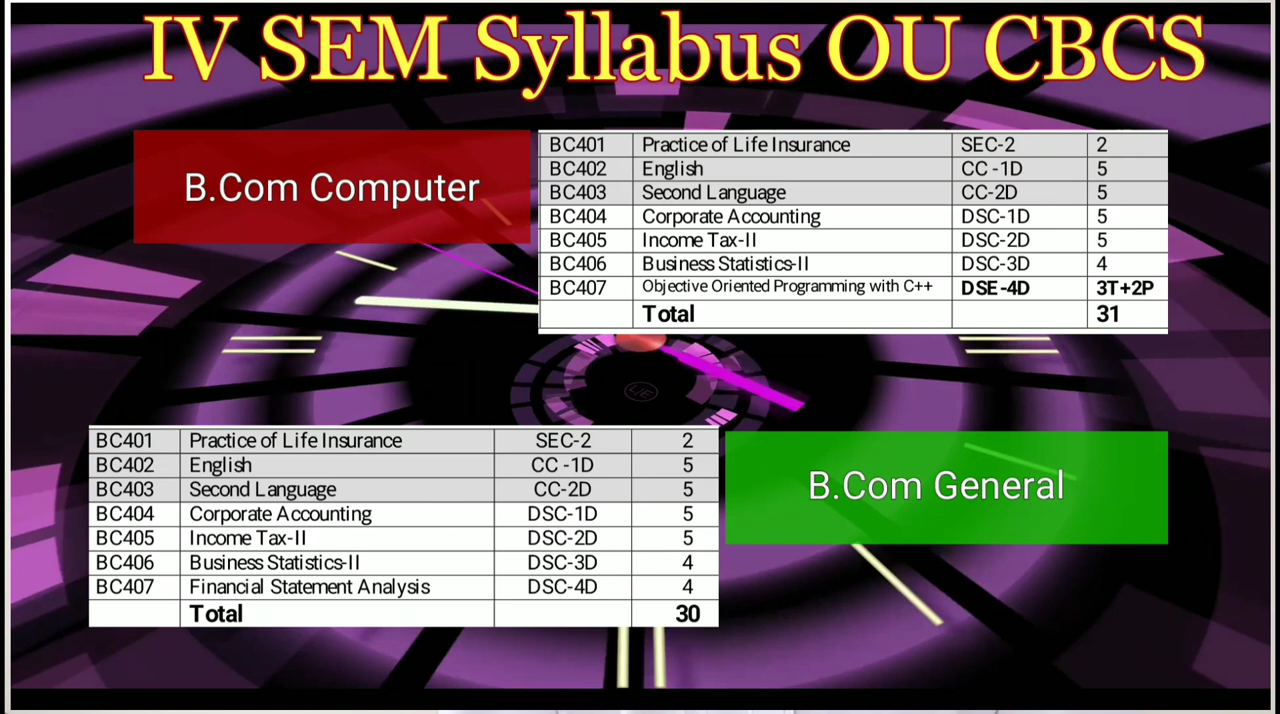 IV SEM Syllabus OU CBCS
B.Com Computer
BC401 Practice of Life Insurance SEC-2 2
BC402 English CC -1D 5
BC403 Second Language CC-2D 5
BC404 Corporate Accounting DSC-1D 5
BC405 Income Tax-II DSC-2D 5
BC406 Business Statistics-II DSC-3D 4
BC407 Objective Oriented Programming with C++ DSE-4D 3T+2P
Total 31
BC401 Practice of Life Insurance SEC-2 2
BC402 English CC -1D 5
BC403 Second Language CC-2D 5
BC404 Corporate Accounting DSC-1D 5
BC405 Income Tax-II DSC-2D 5
BC406 Business Statistics-II DSC-3D 4
BC407 Financial Statement Analysis DSC-4D 4
Total 30
B.Com General